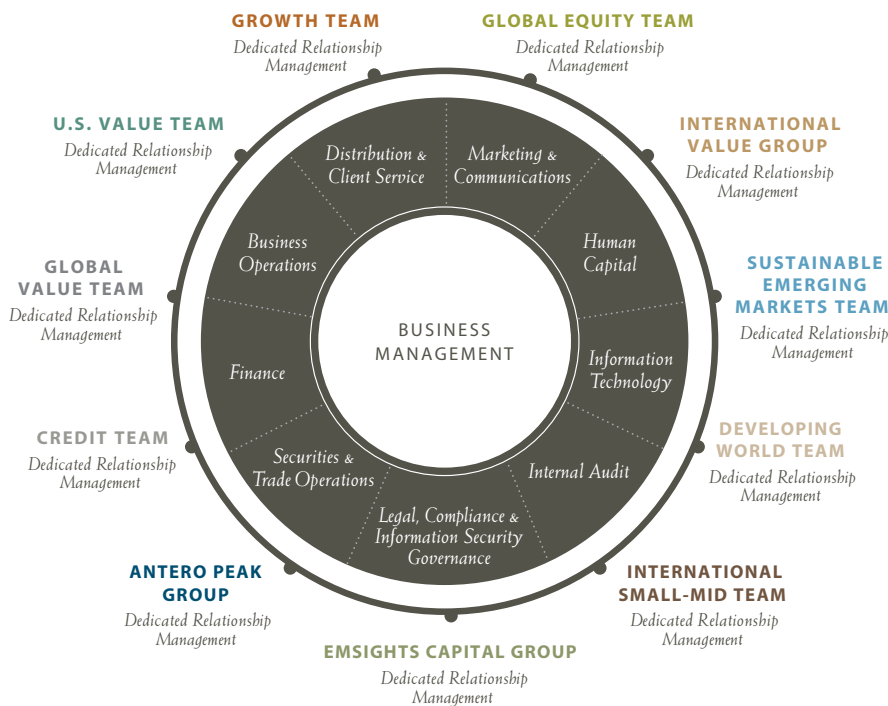 GROWTH TEAM
Dedicated Relationship
Management
GLOBAL EQUITY TEAM
Dedicated Relationship
Management
U.S. VALUE TEAM
Dedicated Relationship
Management
INTERNATIONAL
VALUE GROUP
Dedicated Relationship
Management
GLOBAL
VALUE TEAM
Dedicated Relationship
Management
SUSTAINABLE
EMERGING
MARKETS TEAM
Dedicated Relationship
Management
CREDIT TEAM
Dedicated Relationship
Management
DEVELOPING
WORLD TEAM
Dedicated Relationship
Management
ANTERO PEAK
GROUP
Dedicated Relationship
Management
INTERNATIONAL
SMALL-MID TEAM
Dedicated Relationship
Management
EMSIGHTS CAPITAL GROUP
Dedicated Relationship
Management
Distribution &
Client Service
Marketing &
Communications
Business
Operations
Human
Capital
Finance
Information
Technology
Securities &
Trade Operations
Internal Audit
Legal, Compliance &
Information Security
Governance
BUSINESS
MANAGEMENT